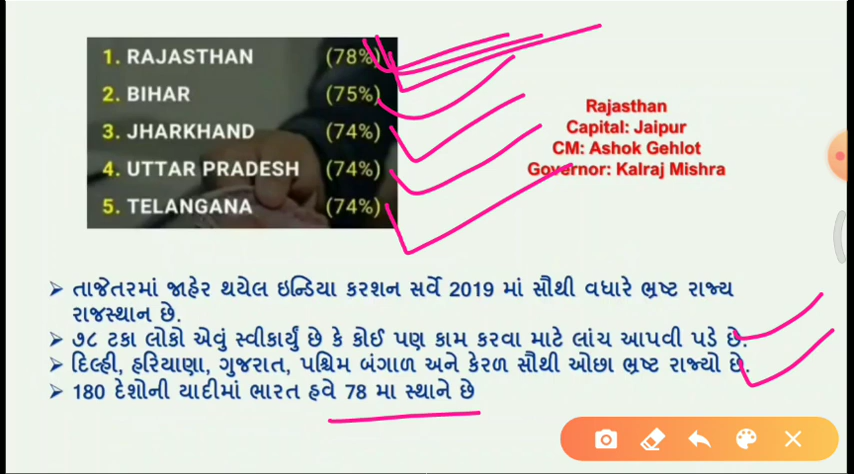 1. RAJASTHAN (78%)
2. BIHAR (75%)
3. JHARKHAND (74%)
4. UTTAR PRADESH (74%)
5. TELANGANA (74%)
Rajasthan
Capital: Jaipur
CM: Ashok Gehlot
Governor: Kalraj Mishra
➢ તાજેતરમાં જાહેર થયેલ ઇન્ડિયા કરશન સર્વે 2019 માં સૌથી વધારે ભ્રષ્ટ રાજ્ય
રાજસ્થાન છે.
➢ ૭૮ ટકા લોકો એવું સ્વીકાર્યું છે કે કોઈ પણ કામ કરવા માટે લાંચ આપવી પડે છે.
➢ દિલ્હી, હરિયાણા, ગુજરાત, પશ્ચિમ બંગાળ અને કેરળ સૌથી ઓછા ભ્રષ્ટ રાજ્યો છે.
➢ 180 દેશોની યાદીમાં ભારત હવે 78 મા સ્થાને છે